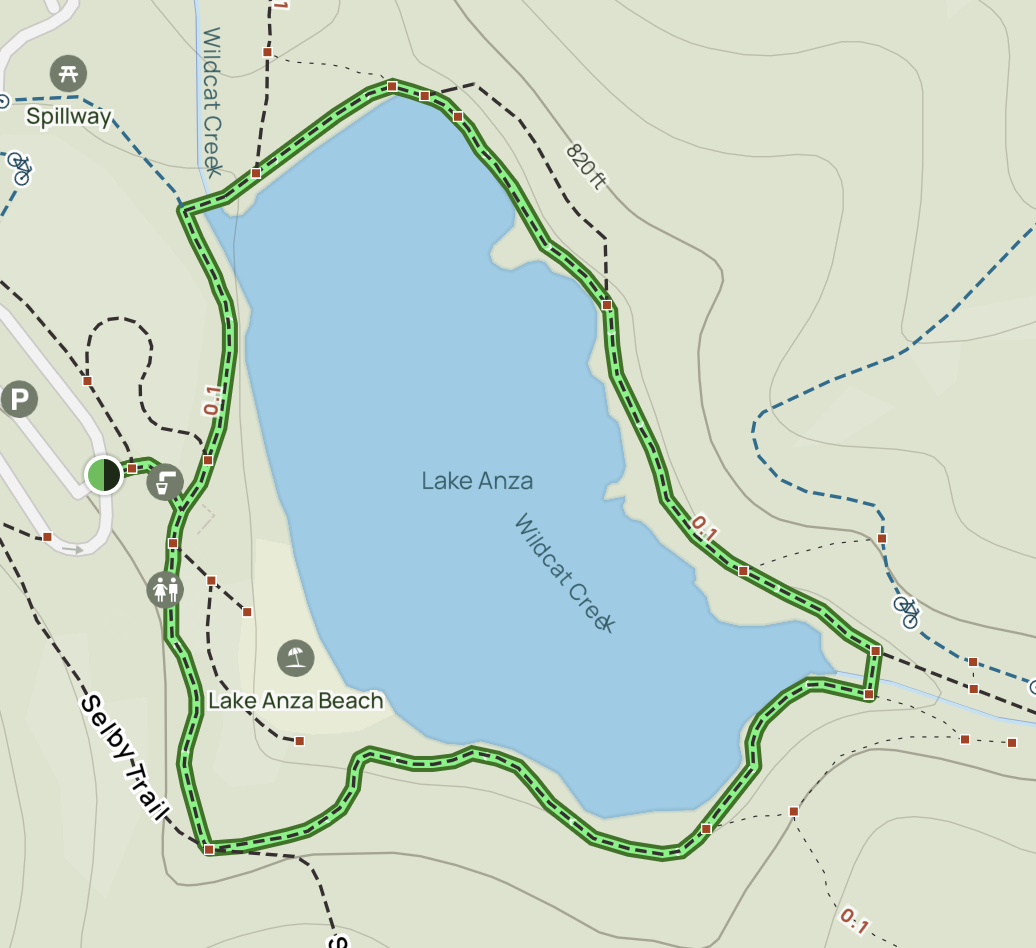 1
Wildcat Creek
Spillway
820 ft
P
0.1
Lake Anza
0.1
Wildcat Creek
Lake Anza Beach
Selby Trail
0.1
S